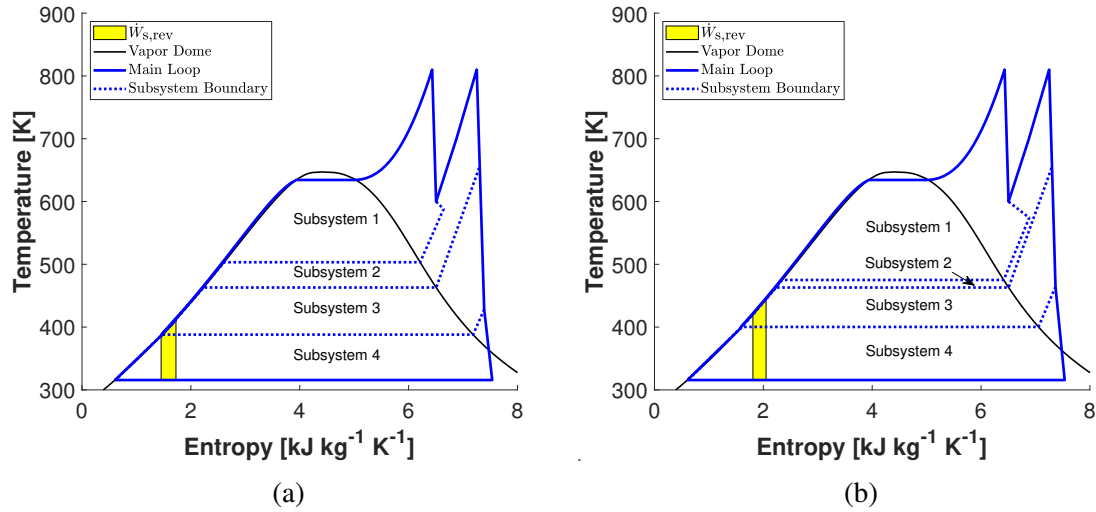 900
800
700
600
500
400
300
Temperature [K]
Ẇs,rev
Vapor Dome
Main Loop
Subsystem Boundary
Subsystem 1
Subsystem 2
Subsystem 3
Subsystem 4
0 2 4 6 8
Entropy [kJ kg⁻¹ K⁻¹]
(a)
900
800
700
600
500
400
300
Temperature [K]
Ẇs,rev
Vapor Dome
Main Loop
Subsystem Boundary
Subsystem 1
Subsystem 2
Subsystem 3
Subsystem 4
0 2 4 6 8
Entropy [kJ kg⁻¹ K⁻¹]
(b)